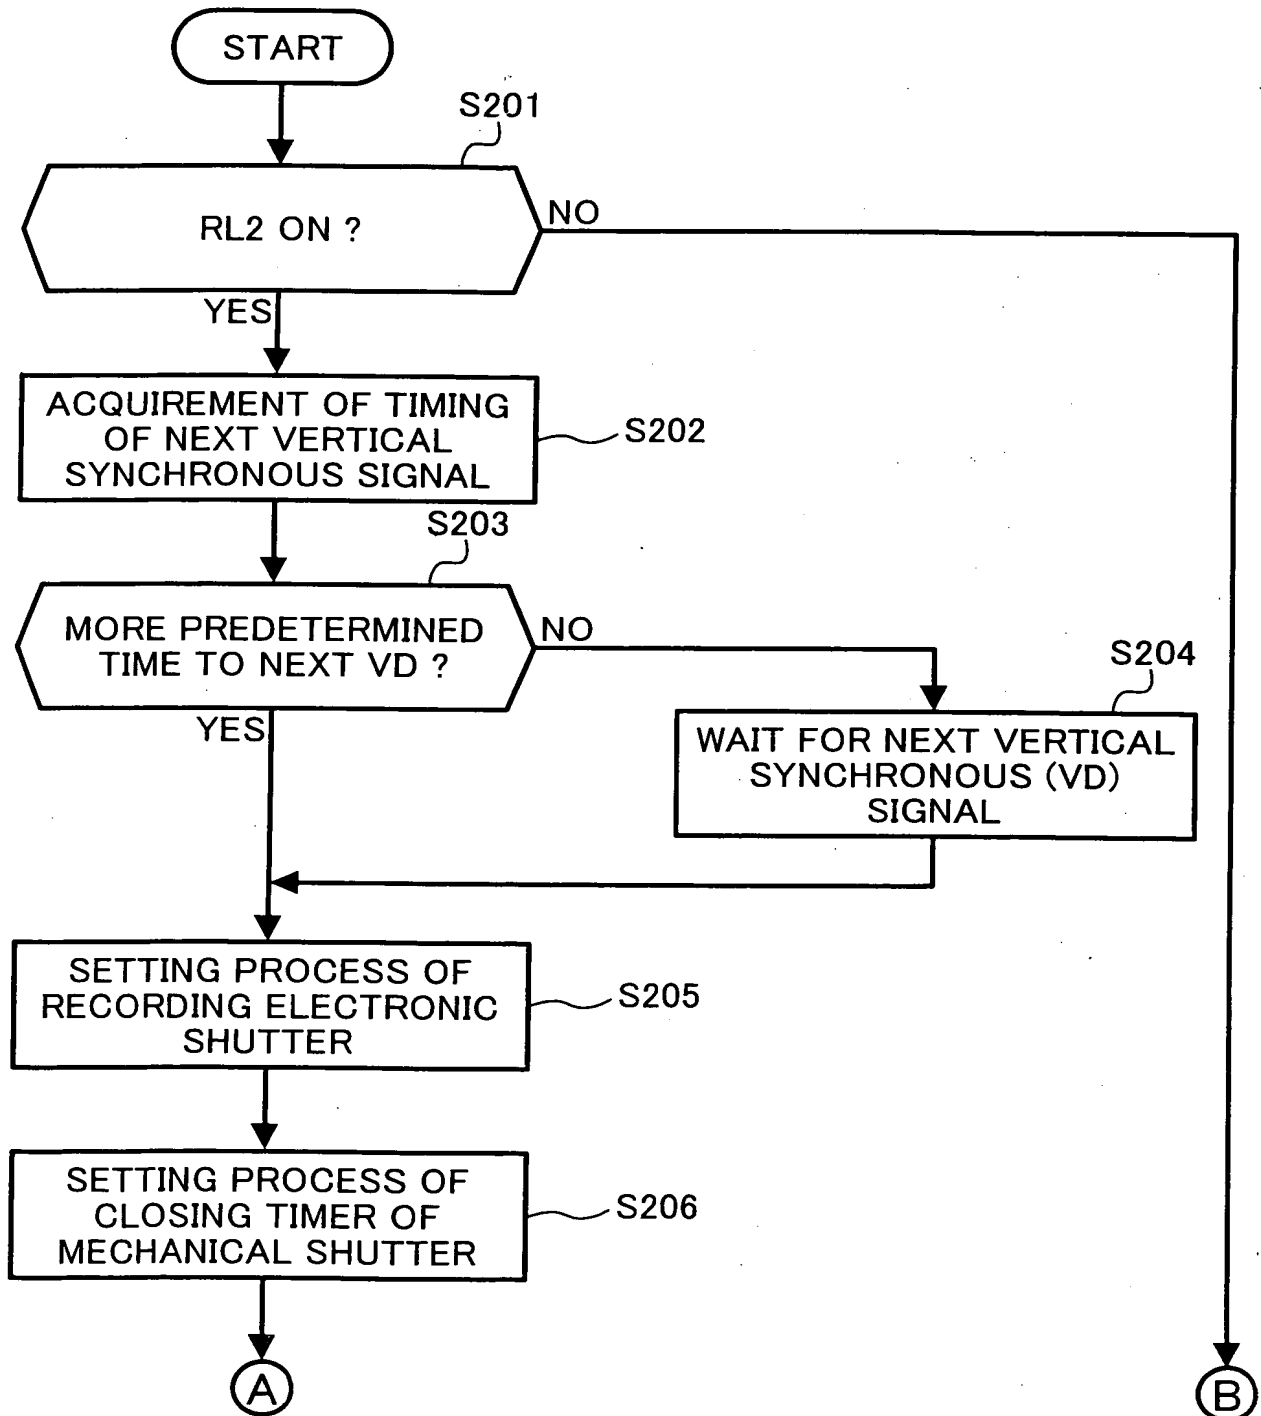 START
S201
RL2 ON ?
NO
YES
ACQUIREMENT OF TIMING
OF NEXT VERTICAL
SYNCHRONOUS SIGNAL
S202
S203
MORE PREDETERMINED
TIME TO NEXT VD ?
NO
YES
S204
WAIT FOR NEXT VERTICAL
SYNCHRONOUS (VD)
SIGNAL
SETTING PROCESS OF
RECORDING ELECTRONIC
SHUTTER
S205
SETTING PROCESS OF
CLOSING TIMER OF
MECHANICAL SHUTTER
S206
A
B